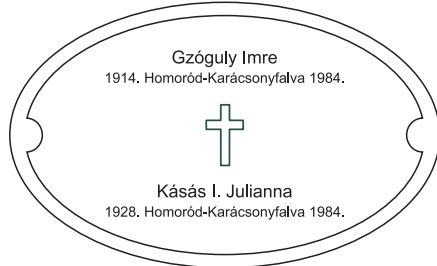 Gzóguly Imre
1914. Homoród-Karácsonyfalva 1984.
Kásás I. Julianna
1928. Homoród-Karácsonyfalva 1984.